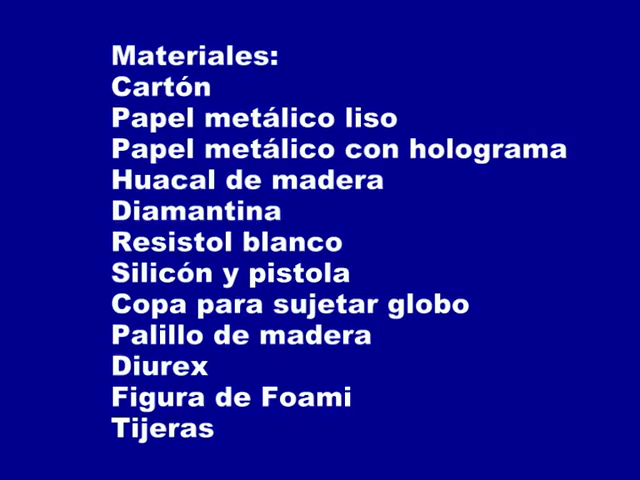 Materiales:
Cartón
Papel metálico liso
Papel metálico con holograma
Huacal de madera
Diamantina
Resistol blanco
Silicón y pistola
Copa para sujetar globo
Palillo de madera
Diurex
Figura de Foami
Tijeras